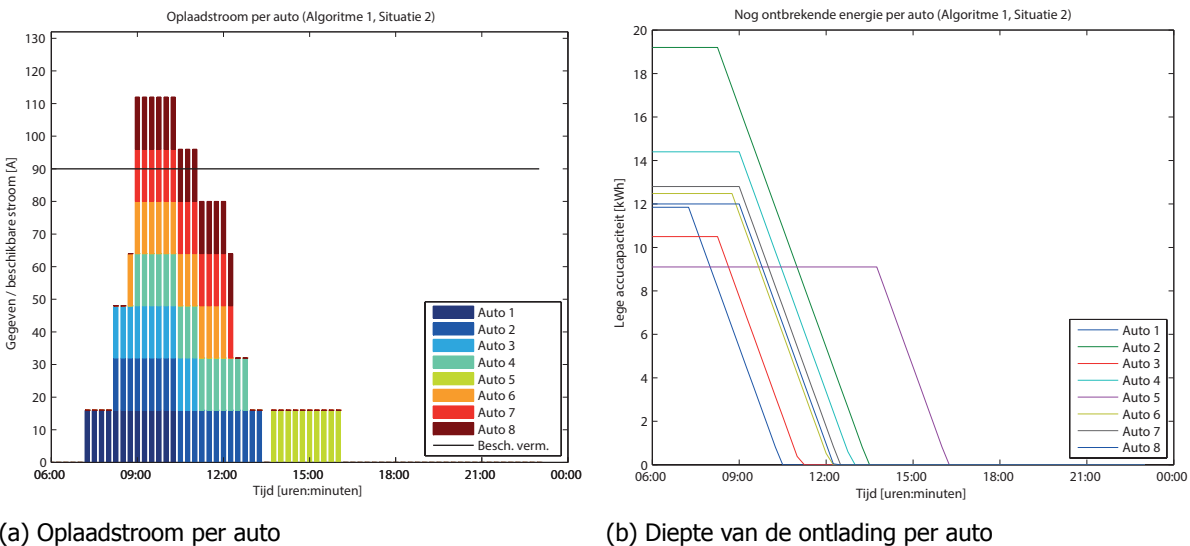 Oplaadstroom per auto (Algoritme 1, Situatie 2)
Gegeven / beschikbare stroom [A]
130
120
110
100
90
80
70
60
50
40
30
20
10
0
06:00
09:00
12:00
15:00
18:00
21:00
00:00
Tijd [uren:minuten]
Auto 1
Auto 2
Auto 3
Auto 4
Auto 5
Auto 6
Auto 7
Auto 8
Besch. verm.
(a) Oplaadstroom per auto
Nog ontbrekende energie per auto (Algoritme 1, Situatie 2)
Lege accucapaciteit [kWh]
20
18
16
14
12
10
8
6
4
2
0
06:00
09:00
12:00
15:00
18:00
21:00
00:00
Tijd [uren:minuten]
Auto 1
Auto 2
Auto 3
Auto 4
Auto 5
Auto 6
Auto 7
Auto 8
(b) Diepte van de ontlading per auto